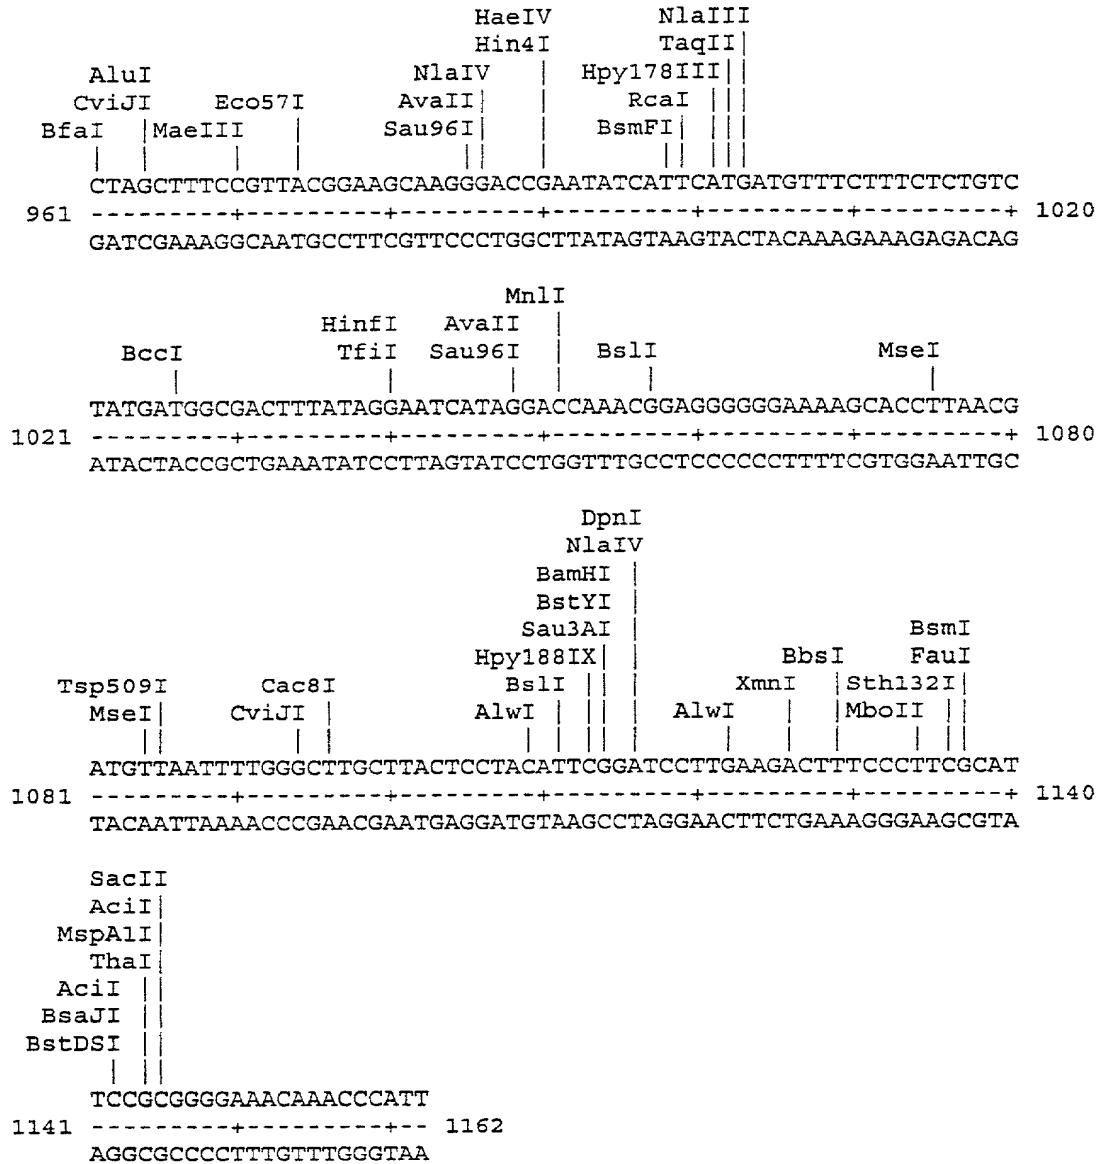 HaeIV NlaIII
Hin4I TaqII
AluI NlaIV Hpy178III
CviJI Eco57I AvaII RcaI
BfaI MaeIII Sau96I BsmFI
CTAGCTTTCCGTTACGGAAGCAAGGGACCGAATATCATTCATGATGTTTCTTTCTCTGTC
961 ---------+---------+---------+---------+---------+---------+ 1020
GATCGAAAGGCAATGCCTTCGTTCCCTGGCTTATAGTAAGTACTACAAAGAAAGAGACAG
MnlI
HinfI AvaII
BccI TfiI Sau96I BslI MseI
TATGATGGCGACTTTATAGGAATCATAGGACCAAACGGAGGGGGGAAAAGCACCTTAACG
1021 ---------+---------+---------+---------+---------+---------+ 1080
ATACTACCGCTGAAATATCCTTAGTATCCTGGTTTGCCTCCCCCCTTTTCGTGGAATTGC
DpnI
NlaIV
BamHI
BstYI
Sau3AI BsmI
Hpy188IX BbsI FauI
Tsp509I Cac8I BslI XmnI Sth132I
MseI CviJI AlwI AlwI MboII
ATGTTAATTTTGGGCTTGCTTACTCCTACATTCGGATCCTTGAAGACTTTCCCTTCGCAT
1081 ---------+---------+---------+---------+---------+---------+ 1140
TACAATTAAAACCCGAACGAATGAGGATGTAAGCCTAGGAACTTCTGAAAGGGAAGCGTA
SacII
AciI
MspA1I
ThaI
AciI
BsaJI
BstDSI
TCCGCGGGGAAACAAACCCATT
1141 ---------+---------+-- 1162
AGGCGCCCCTTTGTTTGGGTAA